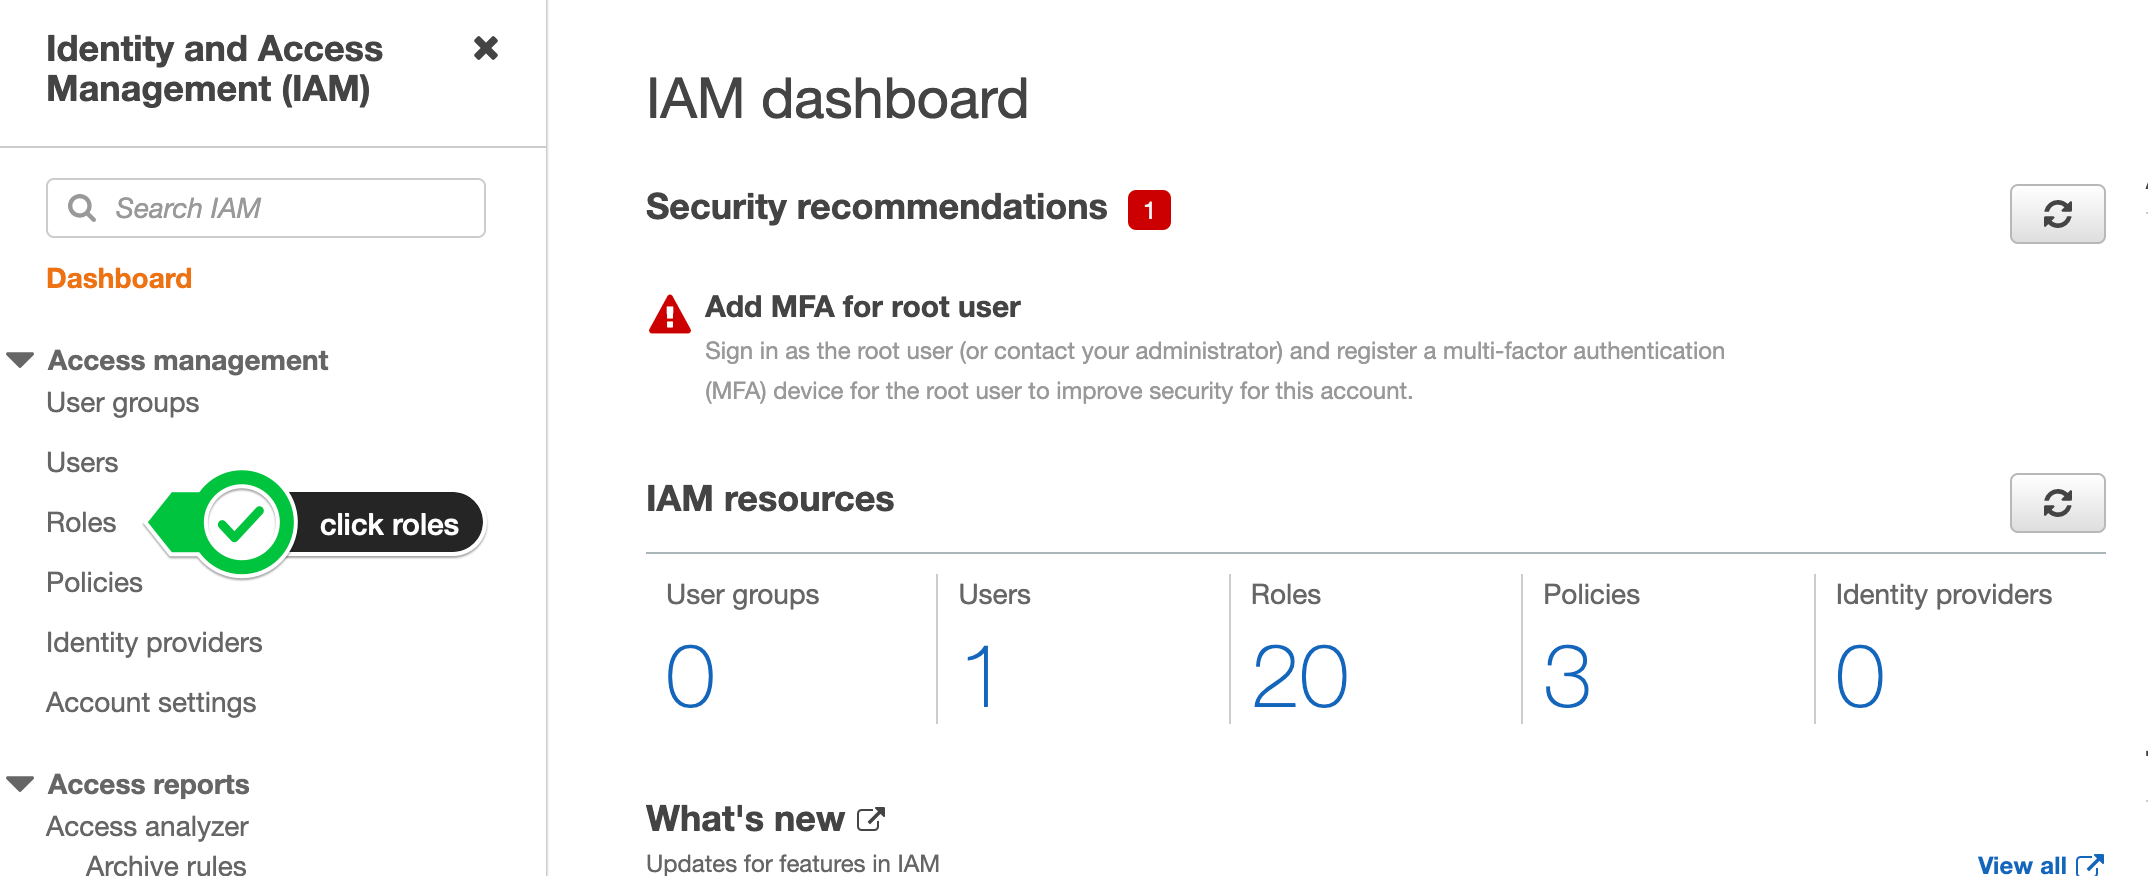 Identity and Access
Management (IAM)
Search IAM
Dashboard
Access management
User groups
Users
Roles
click roles
Policies
Identity providers
Account settings
Access reports
Access analyzer
Archive rules
IAM dashboard
Security recommendations 1
Add MFA for root user
Sign in as the root user (or contact your administrator) and register a multi-factor authentication
(MFA) device for the root user to improve security for this account.
IAM resources
User groups Users Roles Policies Identity providers
0 1 20 3 0
What's new
Updates for features in IAM
View all